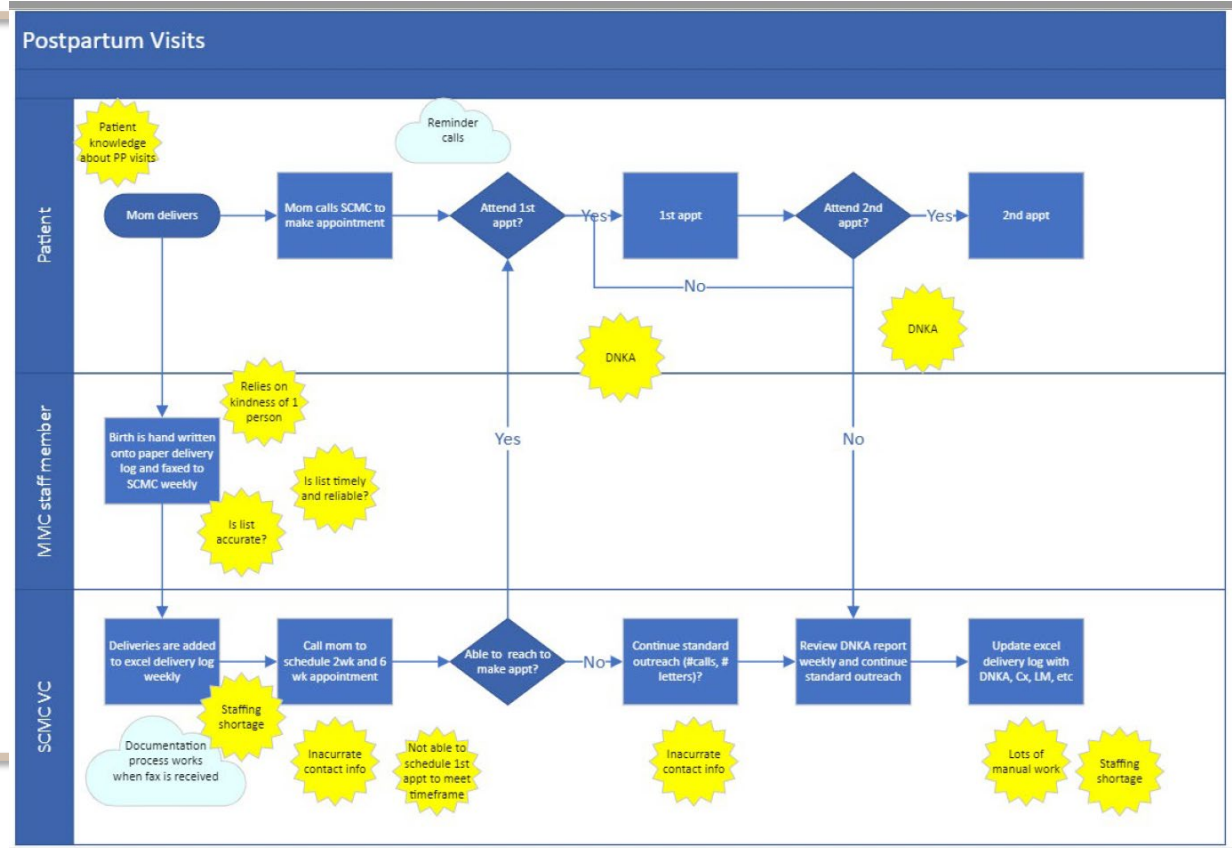 Postpartum Visits
Patient
Patient
knowledge
about PP visits
Reminder
calls
Mom delivers
Mom calls SCMC to
make appointment
Attend 1st
appt?
Yes
1st appt
Attend 2nd
appt?
Yes
2nd appt
No
DNKA
DNKA
MMC staff member
Relies on
kindness of 1
person
Birth is hand written
onto paper delivery
log and faxed to
SCMC weekly
Is list timely
and reliable?
Is list
accurate?
Yes
No
SCMC VC
Deliveries are added
to excel delivery log
weekly
Call mom to
schedule 2wk and 6
wk appointment
Able to reach to
make appt?
No
Continue standard
outreach (#calls, #
letters)?
Review DNKA report
weekly and continue
standard outreach
Update excel
delivery log with
DNKA, Cx, LM, etc
Staffing
shortage
Documentation
process works
when fax is received
Inacurrate
contact info
Not able to
schedule 1st
appt to meet
timeframe
Inacurrate
contact info
Lots of
manual work
Staffing
shortage